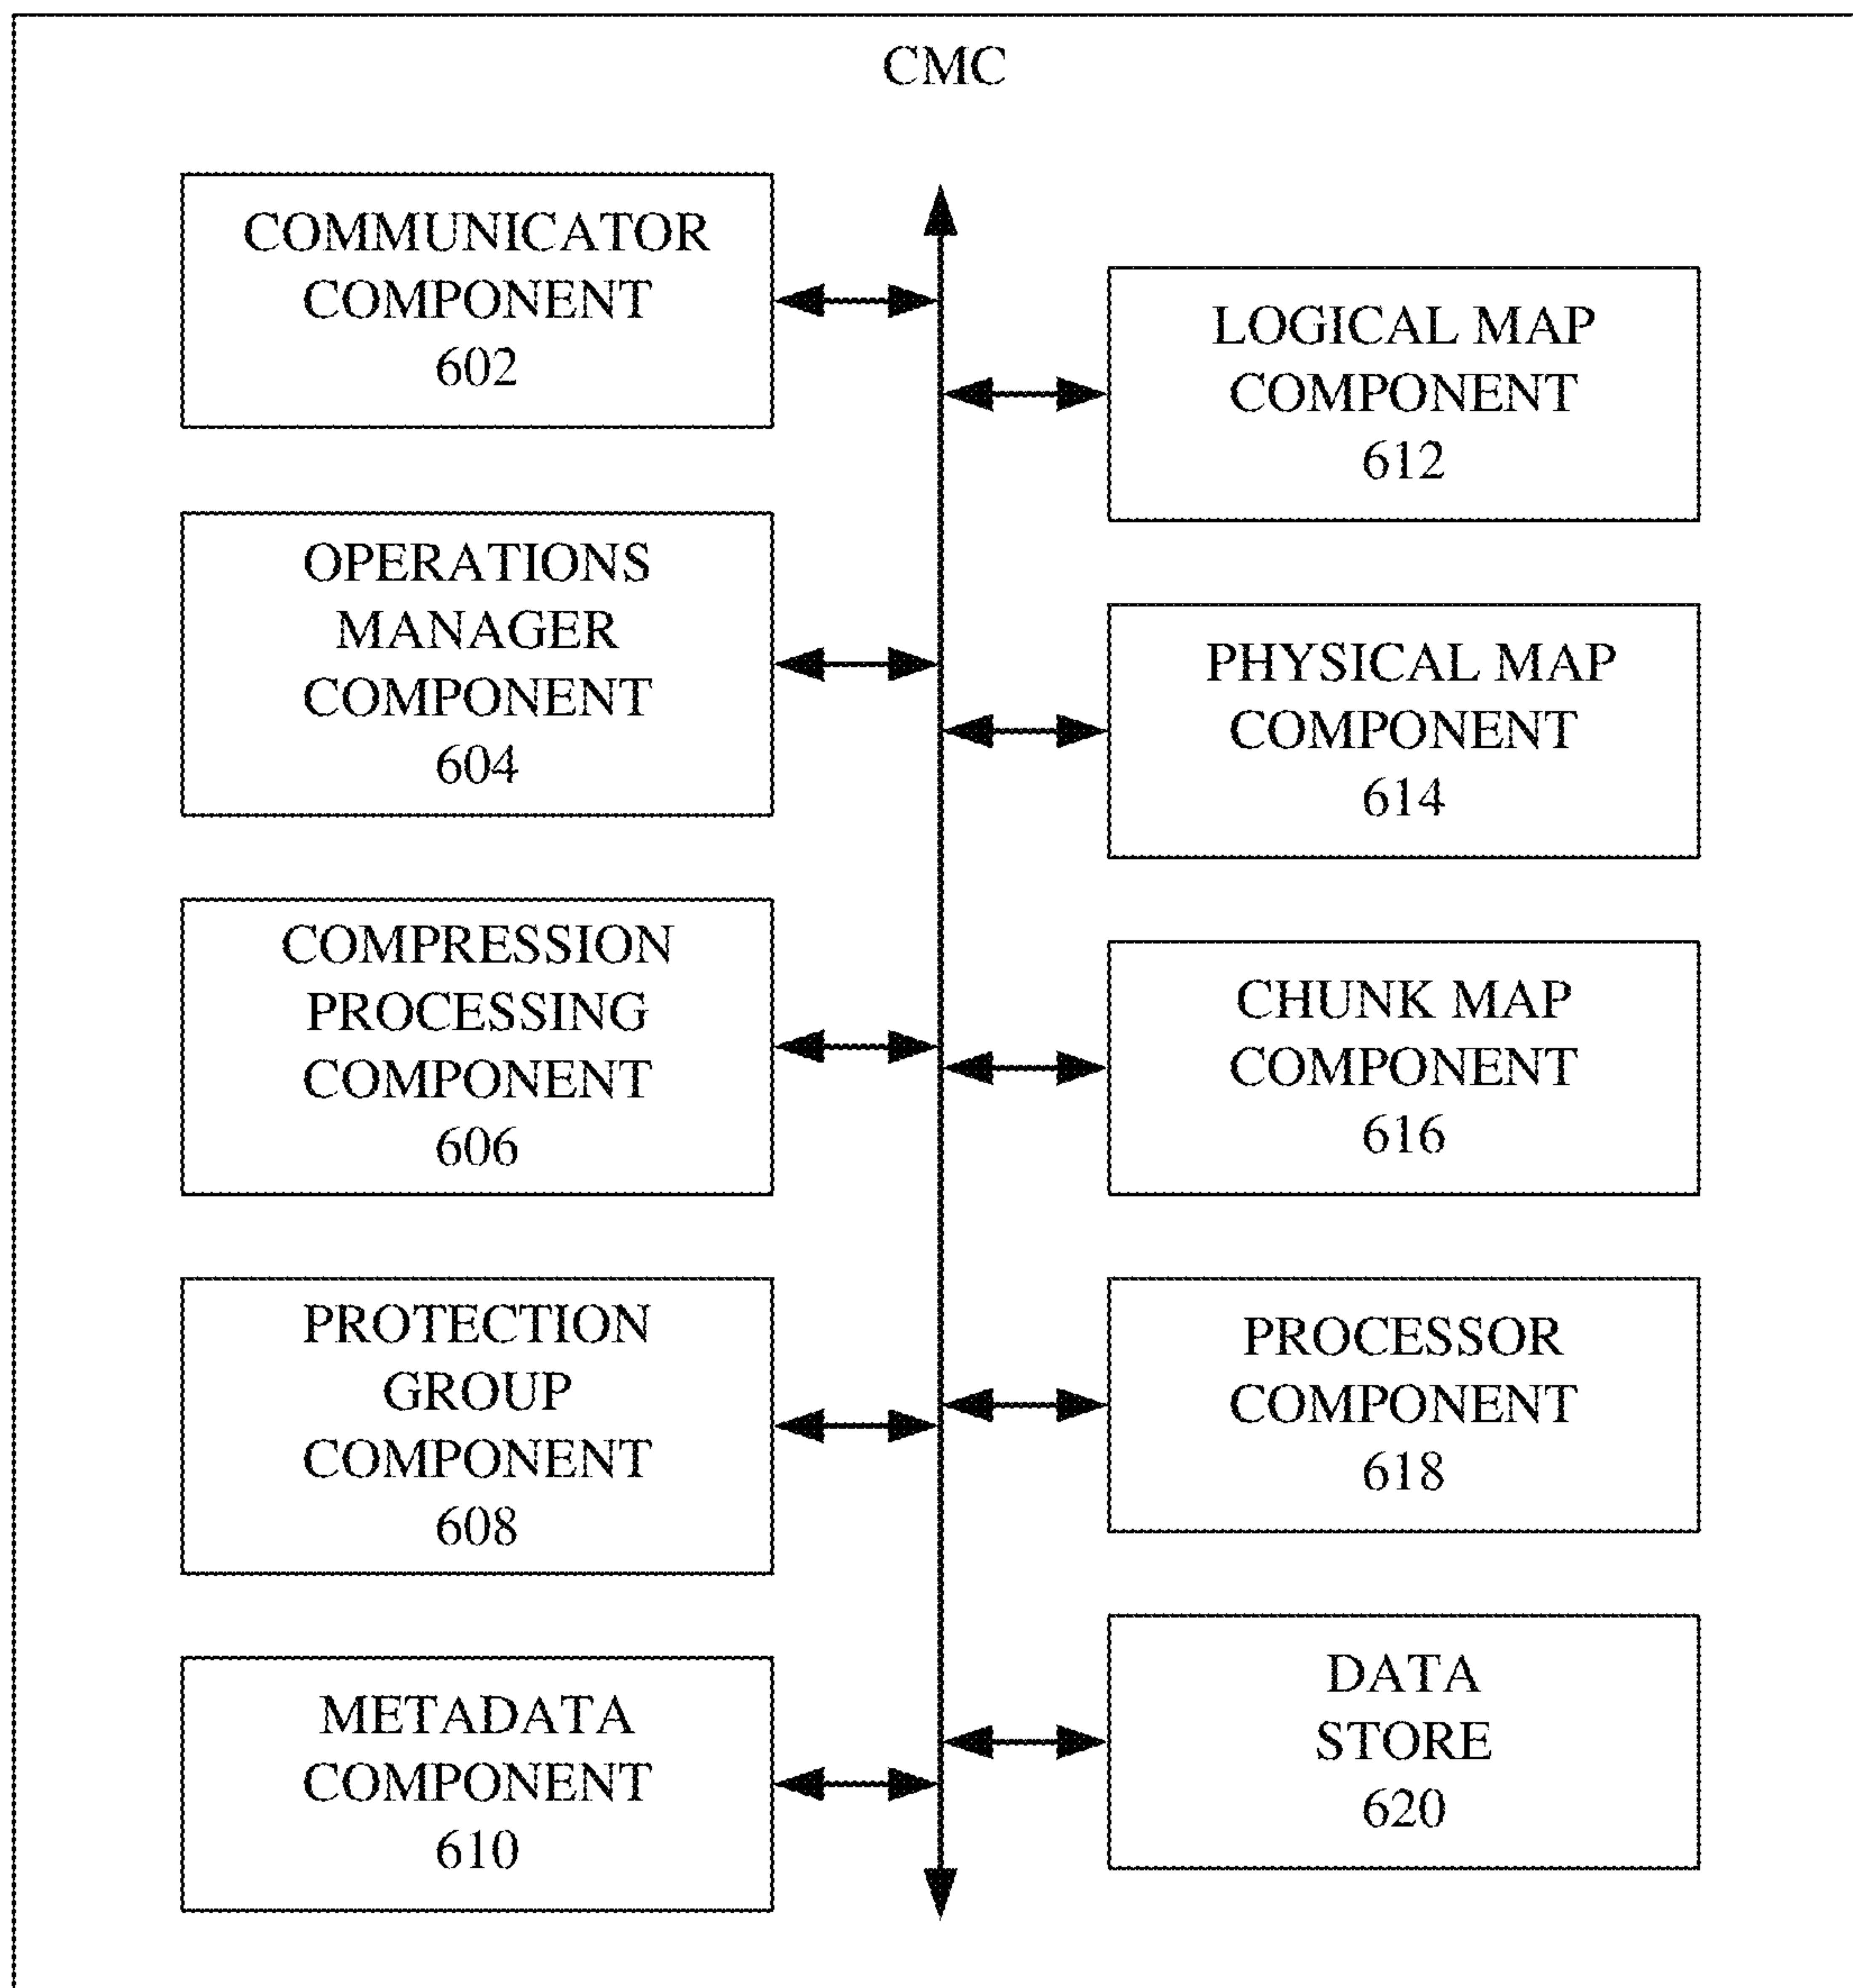 CMC
COMMUNICATOR
COMPONENT
602
OPERATIONS
MANAGER
COMPONENT
604
COMPRESSION
PROCESSING
COMPONENT
606
PROTECTION
GROUP
COMPONENT
608
METADATA
COMPONENT
610
LOGICAL MAP
COMPONENT
612
PHYSICAL MAP
COMPONENT
614
CHUNK MAP
COMPONENT
616
PROCESSOR
COMPONENT
618
DATA
STORE
620